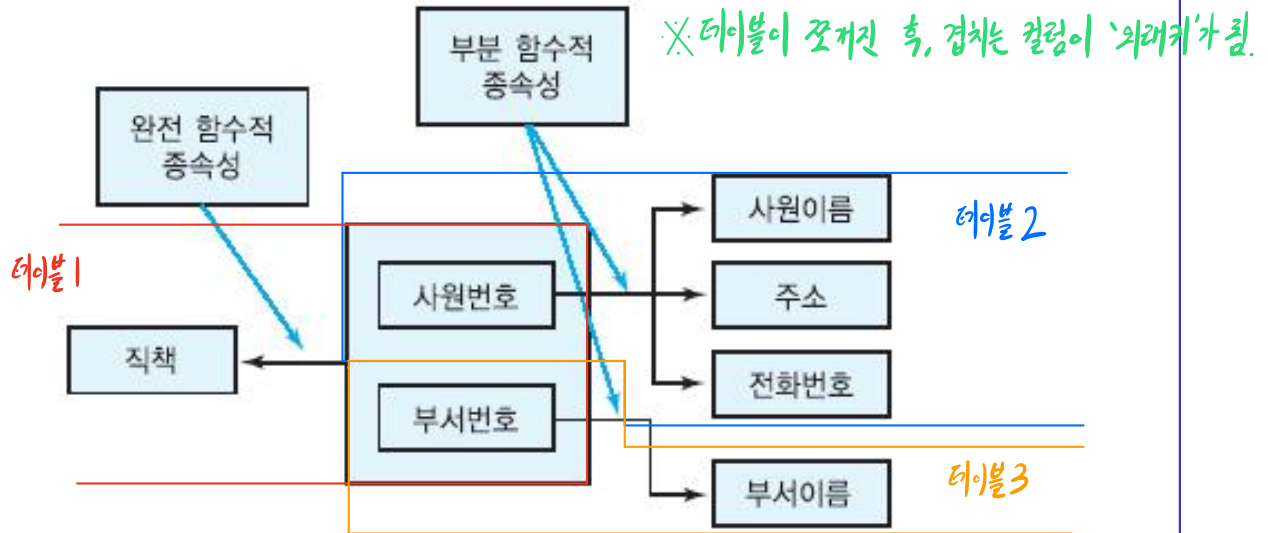 ※ 테이블이 쪼개진 후, 겹치는 컬럼이 '외래키'가 됨.
부분 함수적
종속성
완전 함수적
종속성
사원이름
테이블2
테이블1
사원번호
주소
직책
전화번호
부서번호
테이블3
부서이름